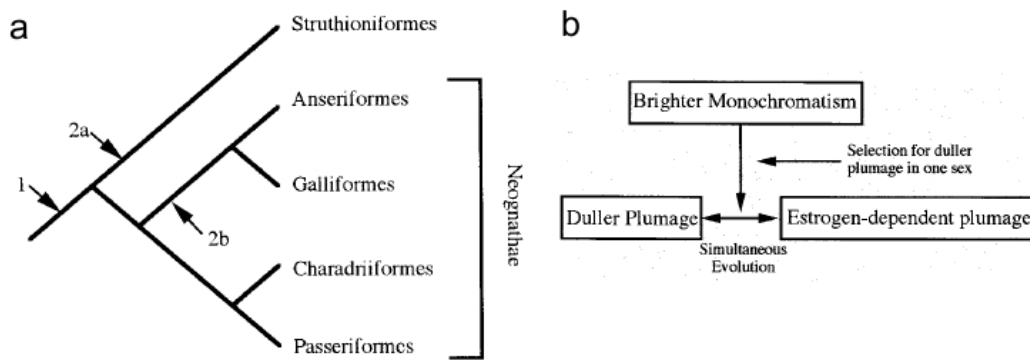 a
Struthioniformes
Anseriformes
2a
1
Galliformes
2b
Charadriiformes
Passeriformes
Neognathae
b
Brighter Monochromatism
Selection for duller
plumage in one sex
Duller Plumage
Estrogen-dependent plumage
Simultaneous
Evolution